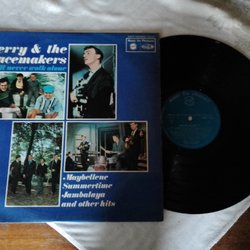 erry & the
acemakers
ll never walk alone
Maybellene
Summertime
Jambalaya
and other hits